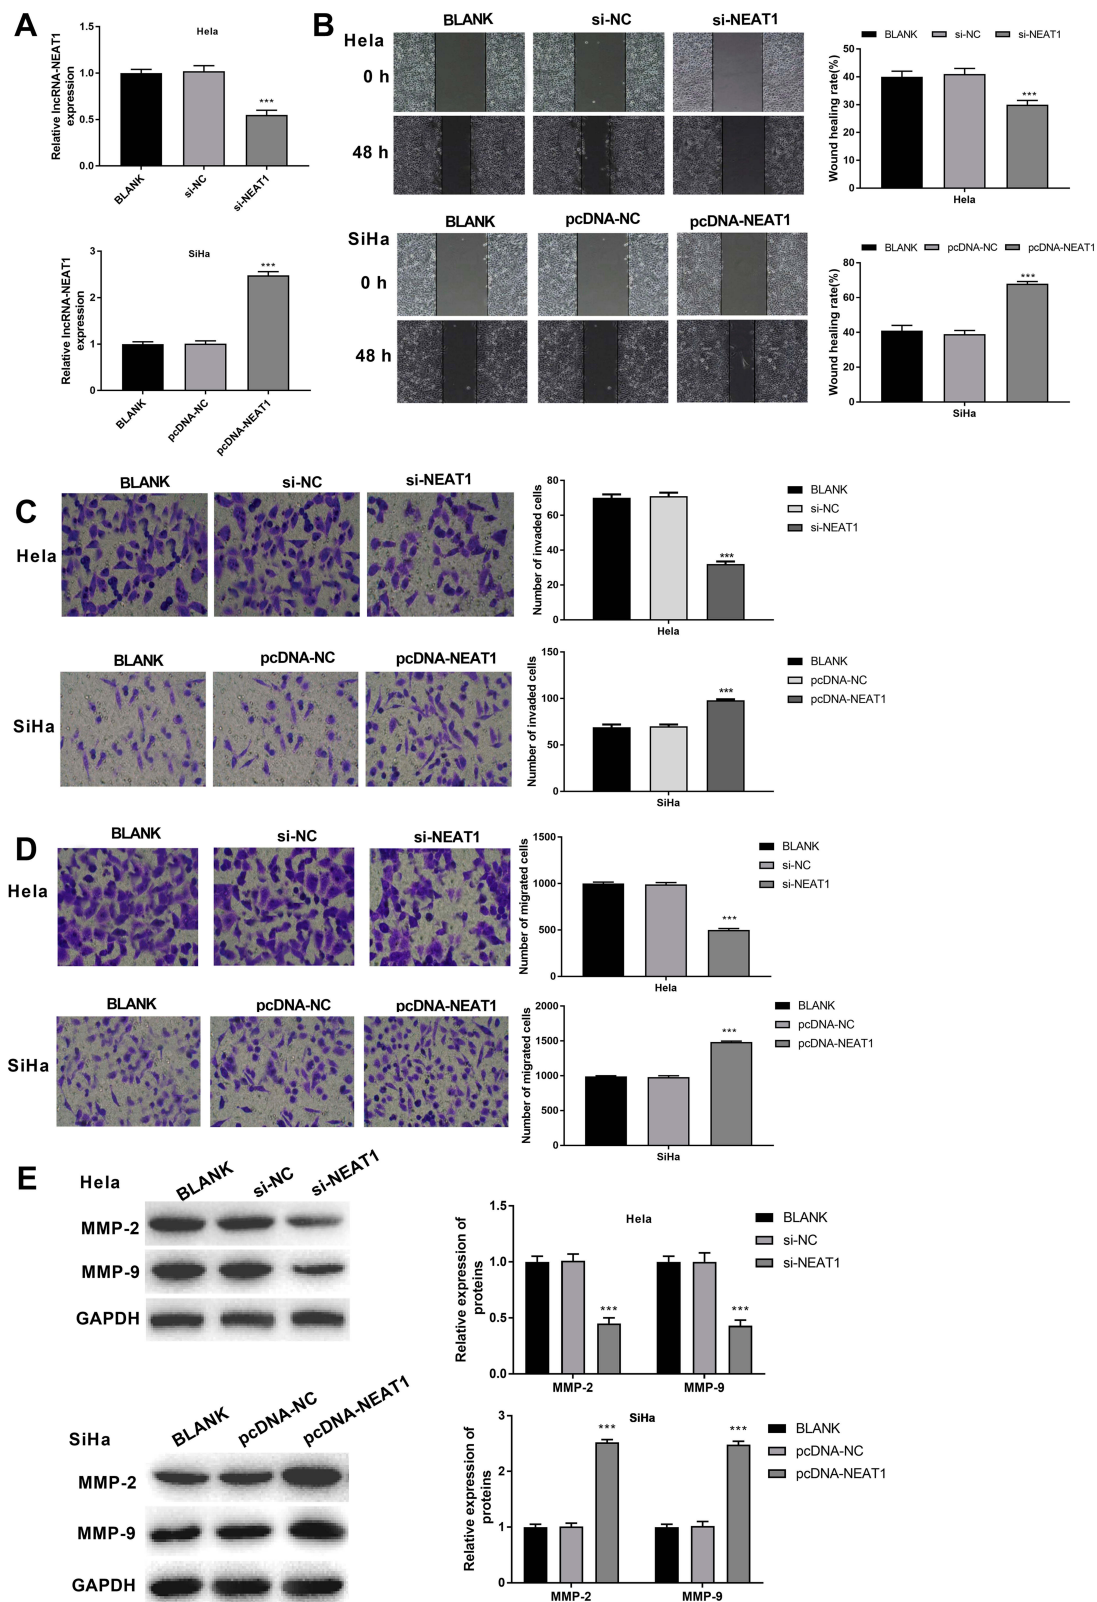 A
Relative lncRNA-NEAT1
expression
Hela
1.5
1.0
0.5
0.0
***
BLANK
si-NC
si-NEAT1
Relative lncRNA-NEAT1
expression
SiHa
3
2
1
0
***
BLANK
pcDNA-NC
pcDNA-NEAT1
B
BLANK si-NC si-NEAT1
Hela
0 h
48 h
BLANK pcDNA-NC pcDNA-NEAT1
SiHa
0 h
48 h
BLANK si-NC si-NEAT1
Wound healing rate(%)
50
40
30
20
10
0
***
Hela
BLANK pcDNA-NC pcDNA-NEAT1
Wound healing rate(%)
80
60
40
20
0
***
SiHa
C
BLANK si-NC si-NEAT1
Hela
Number of invaded cells
80
60
40
20
0
***
Hela
BLANK
si-NC
si-NEAT1
BLANK pcDNA-NC pcDNA-NEAT1
SiHa
Number of invaded cells
150
100
50
0
***
SiHa
BLANK
pcDNA-NC
pcDNA-NEAT1
D
BLANK si-NC si-NEAT1
Hela
Number of migrated cells
1500
1000
500
0
***
Hela
BLANK
si-NC
si-NEAT1
BLANK pcDNA-NC pcDNA-NEAT1
SiHa
Number of migrated cells
2000
1500
1000
500
0
***
SiHa
BLANK
pcDNA-NC
pcDNA-NEAT1
E
Hela BLANK si-NC si-NEAT1
MMP-2
MMP-9
GAPDH
Relative expression of
proteins
Hela
1.5
1.0
0.5
0.0
*** ***
MMP-2 MMP-9
BLANK
si-NC
si-NEAT1
SiHa BLANK pcDNA-NC pcDNA-NEAT1
MMP-2
MMP-9
GAPDH
Relative expression of
proteins
SiHa
3
2
1
0
*** ***
MMP-2 MMP-9
BLANK
pcDNA-NC
pcDNA-NEAT1